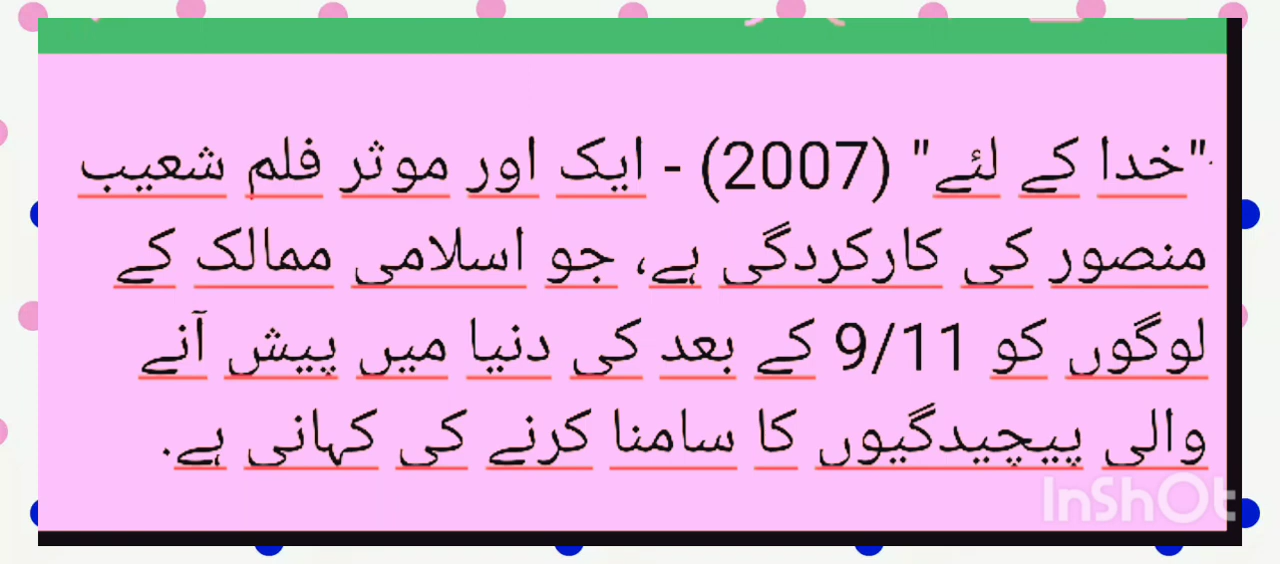 "خدا کے لئے" (2007) - ایک اور موثر فلم شعیب
منصور کی کارکردگی ہے، جو اسلامی ممالک کے
لوگوں کو 9/11 کے بعد کی دنیا میں پیش آنے
والی پیچیدگیوں کا سامنا کرنے کی کہانی ہے.
InShOt